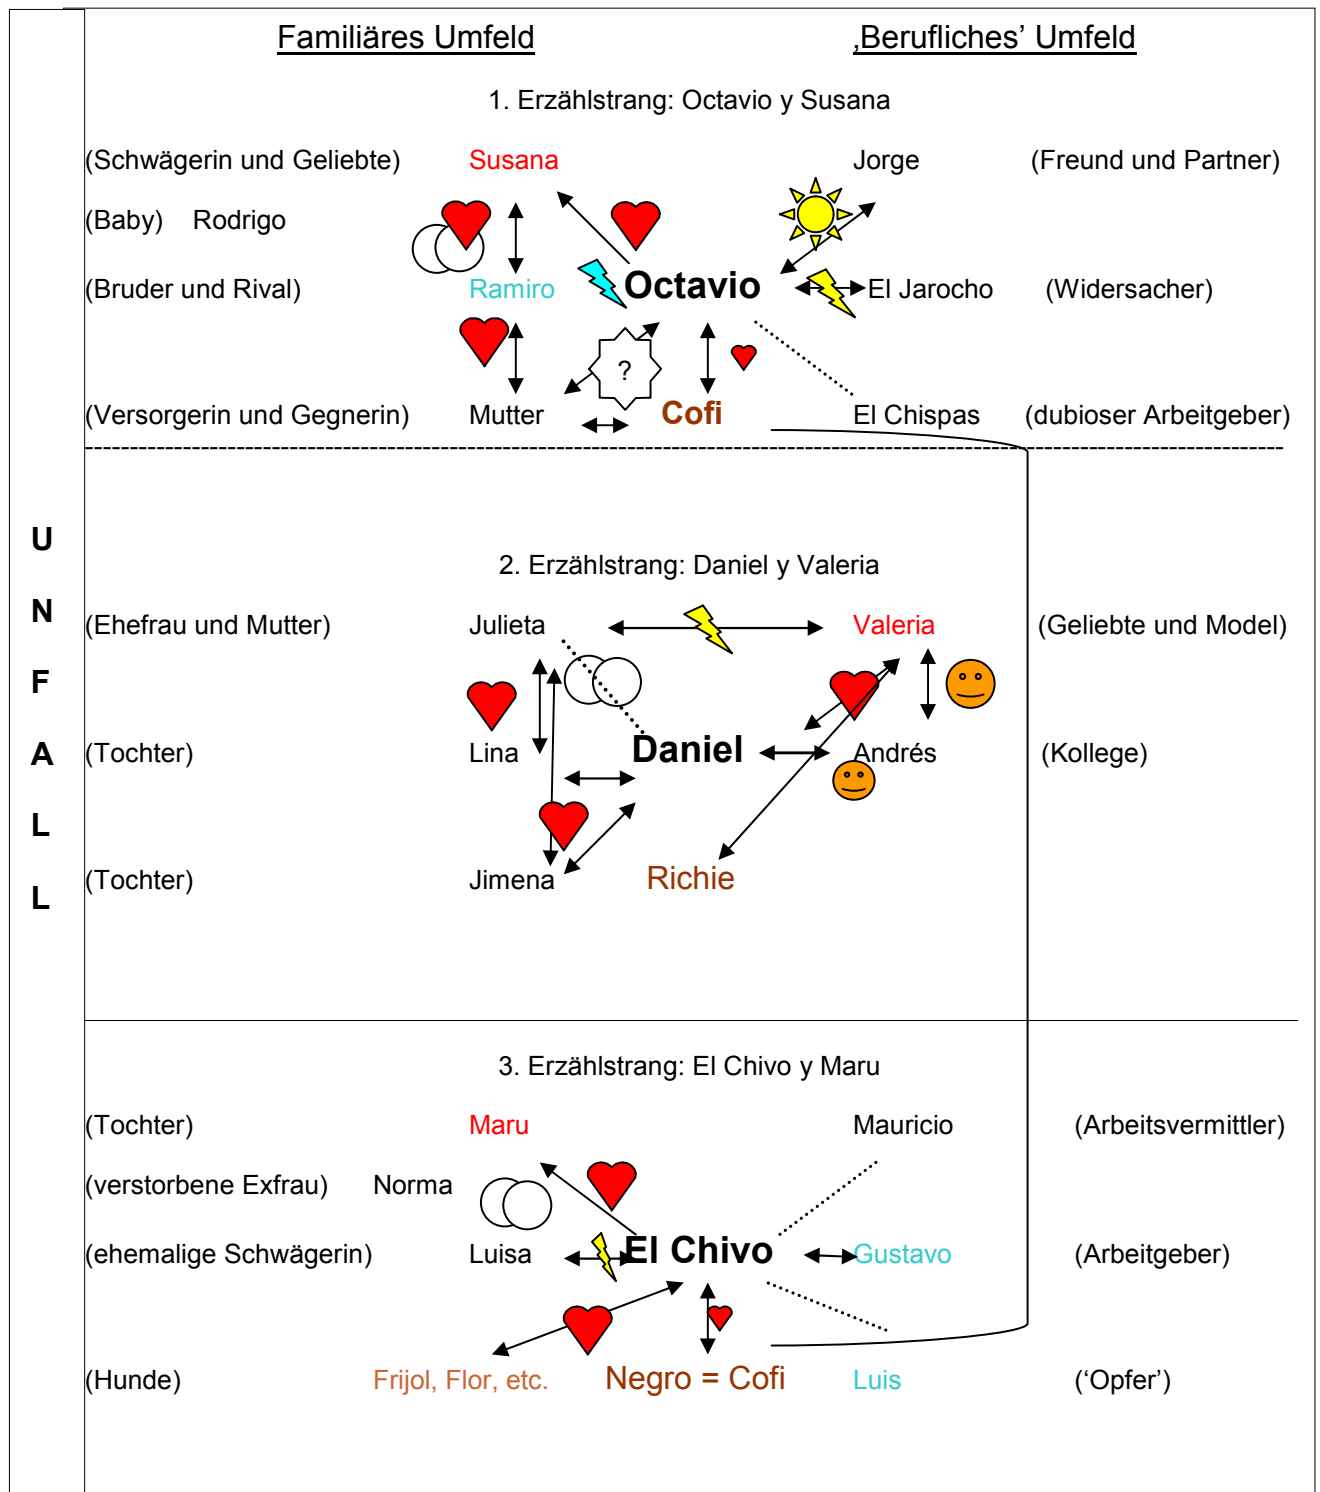 Familiäres Umfeld ‚Berufliches’ Umfeld
1. Erzählstrang: Octavio y Susana
(Schwägerin und Geliebte) Susana Jorge (Freund und Partner)
(Baby) Rodrigo
(Bruder und Rival) Ramiro Octavio El Jarocho (Widersacher)
?
(Versorgerin und Gegnerin) Mutter Cofi El Chispas (dubioser Arbeitgeber)
U
N
F
A
L
L
2. Erzählstrang: Daniel y Valeria
(Ehefrau und Mutter) Julieta Valeria (Geliebte und Model)
(Tochter) Lina Daniel Andrés (Kollege)
(Tochter) Jimena Richie
3. Erzählstrang: El Chivo y Maru
(Tochter) Maru Mauricio (Arbeitsvermittler)
(verstorbene Exfrau) Norma
(ehemalige Schwägerin) Luisa El Chivo Gustavo (Arbeitgeber)
(Hunde) Frijol, Flor, etc. Negro = Cofi Luis (‘Opfer’)